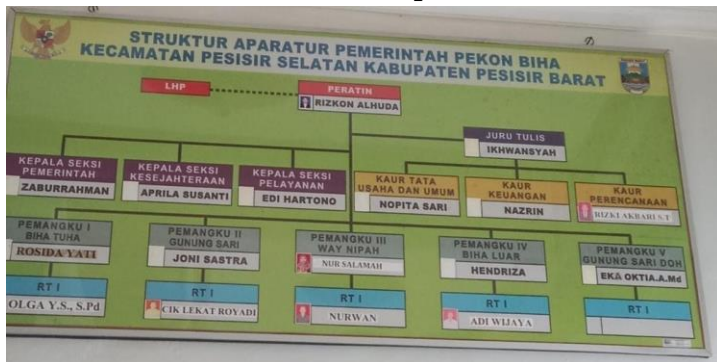 STRUKTUR APARATUR PEMERINTAH PEKON BIHA
KECAMATAN PESISIR SELATAN KABUPATEN PESISIR BARAT
LHP
PERATIN
RIZKON ALHUDA
JURU TULIS
IKHWANSYAH
KEPALA SEKSI
PEMERINTAH
ZABURRAHMAN
KEPALA SEKSI
KESEJAHTERAAN
APRILA SUSANTI
KEPALA SEKSI
PELAYANAN
EDI HARTONO
KAUR TATA
USAHA DAN UMUM
NOPITA SARI
KAUR
KEUANGAN
NAZRIN
KAUR
PERENCANAAN
RIZKI AKBARI S.T
PEMANGKU I
BIHA TUHA
ROSIDA YATI
PEMANGKU II
GUNUNG SARI
JONI SASTRA
PEMANGKU III
WAY NIPAH
NUR SALAMAH
PEMANGKU IV
BIHA LUAR
HENDRIZA
PEMANGKU V
GUNUNG SARI DOH
EKA OKTIA.A.Md
RT I
OLGA Y.S., S.Pd
RT I
CIK LEKAT ROYADI
RT I
NURWAN
RT I
ADI WIJAYA
RT I